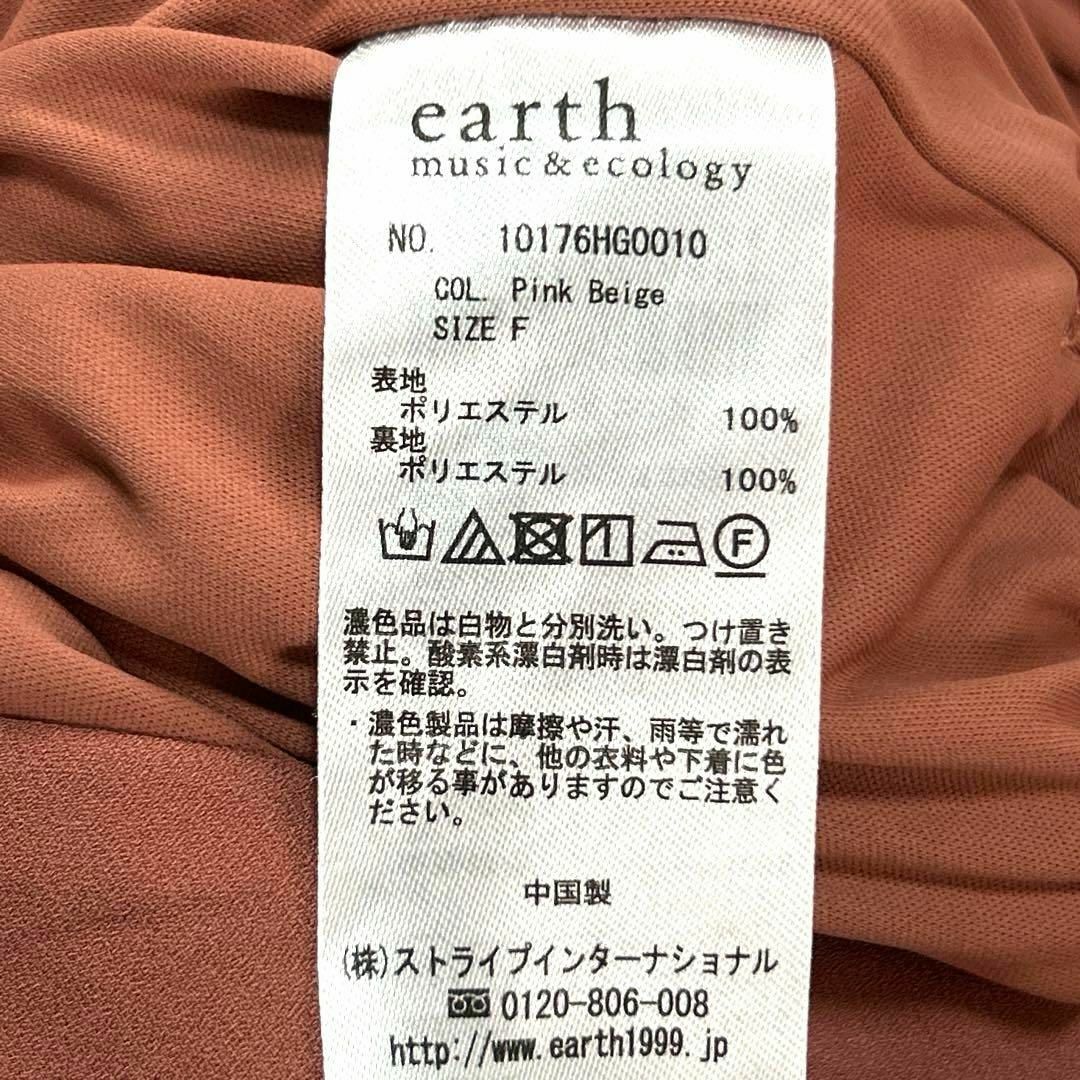 earth
music & ecology
NO. 10176HG0010
COL. Pink Beige
SIZE F
表地
ポリエステル 100%
裏地
ポリエステル 100%
F
濃色品は白物と分別洗い。つけ置き
禁止。酸素系漂白剤時は漂白剤の表
示を確認。
・濃色製品は摩擦や汗、雨等で濡れ
た時などに、他の衣料や下着に色
が移る事がありますのでご注意く
ださい。
中国製
(株)ストライプインターナショナル
0120-806-008
http://www.earth1999.jp